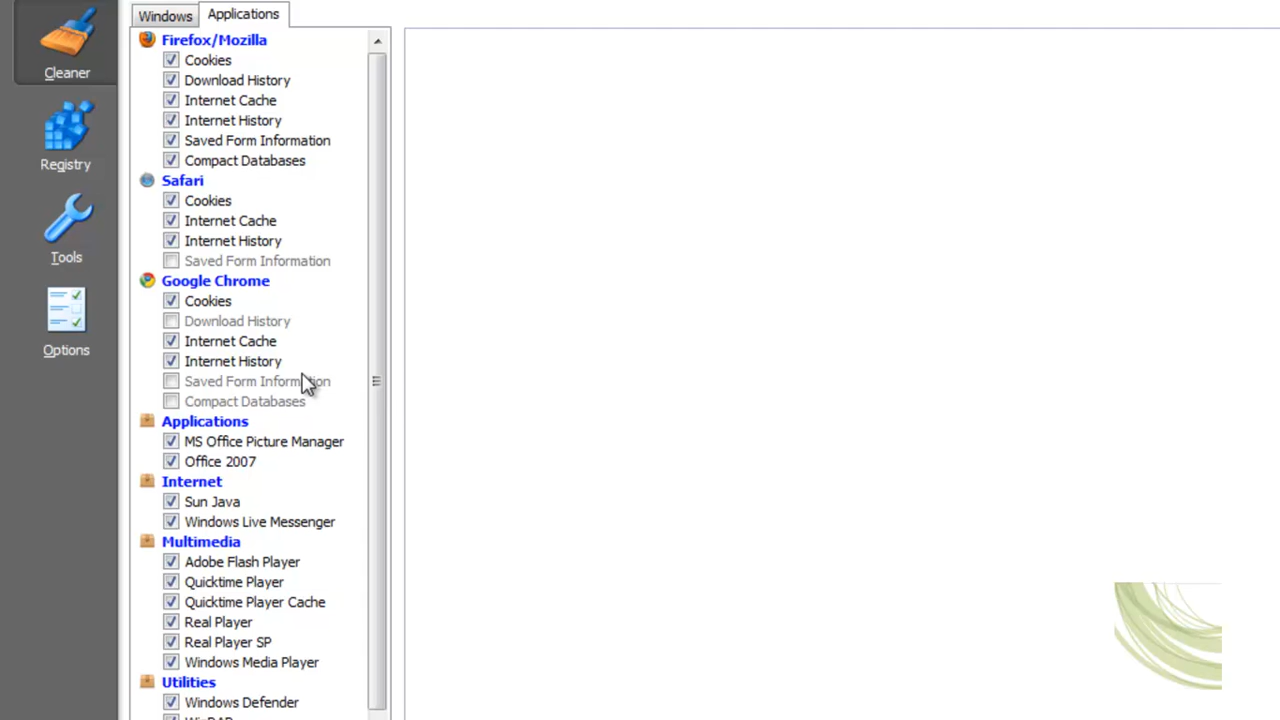 Windows
Applications
Cleaner
Registry
Tools
Options
Firefox/Mozilla
Cookies
Download History
Internet Cache
Internet History
Saved Form Information
Compact Databases
Safari
Cookies
Internet Cache
Internet History
Saved Form Information
Google Chrome
Cookies
Download History
Internet Cache
Internet History
Saved Form Information
Compact Databases
Applications
MS Office Picture Manager
Office 2007
Internet
Sun Java
Windows Live Messenger
Multimedia
Adobe Flash Player
Quicktime Player
Quicktime Player Cache
Real Player
Real Player SP
Windows Media Player
Utilities
Windows Defender